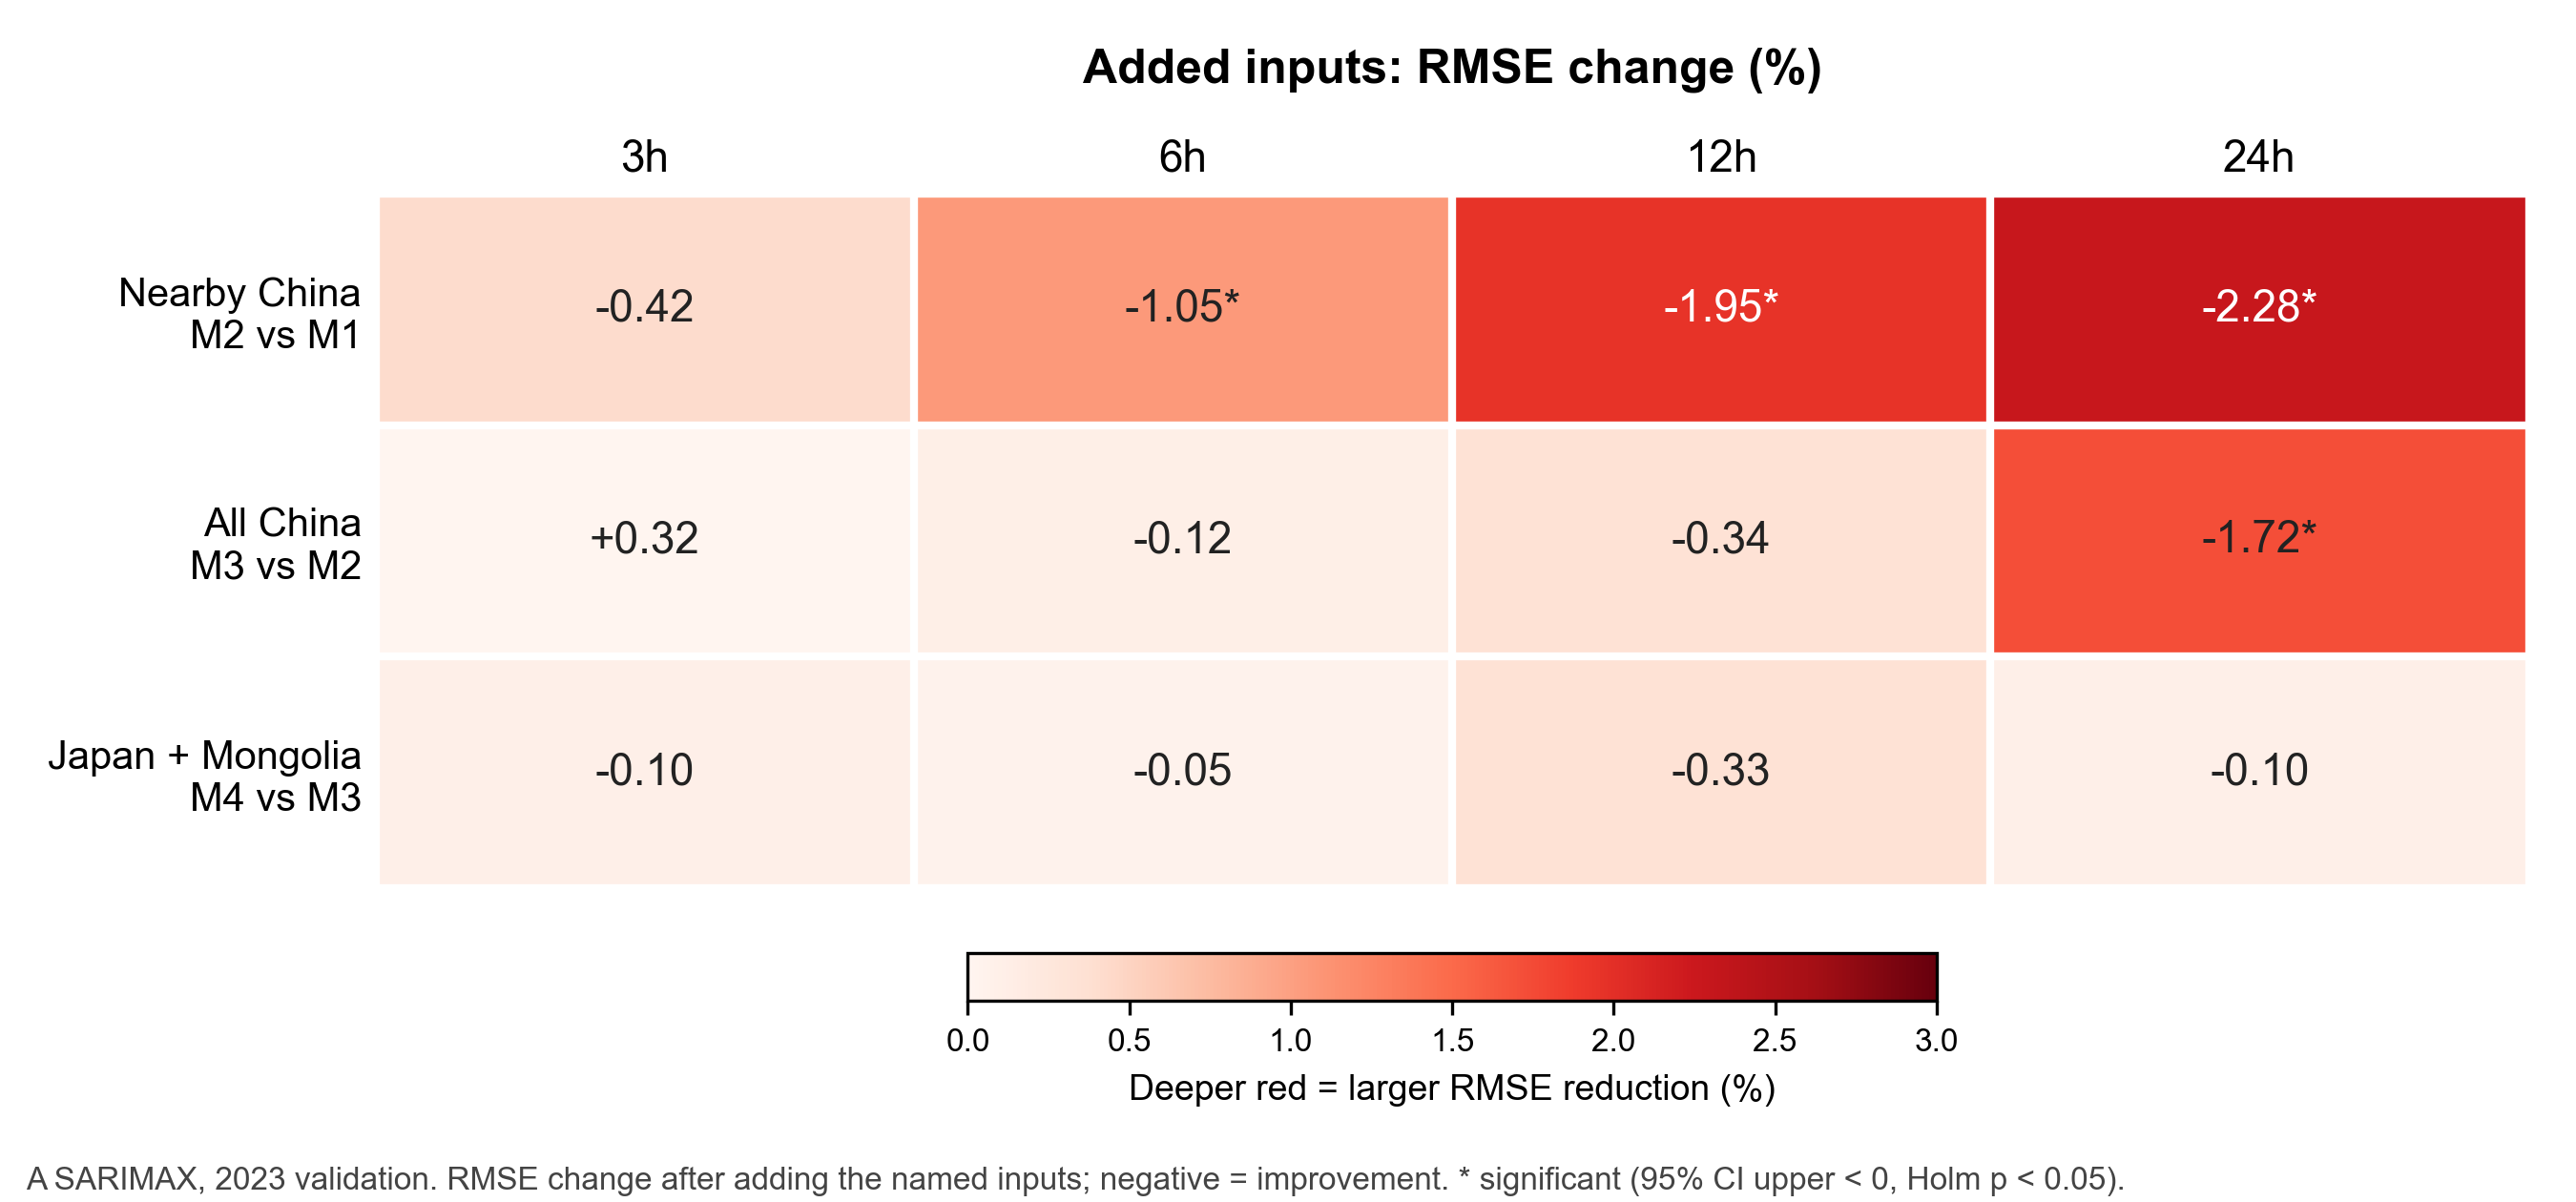 Added inputs: RMSE change (%)
3h 6h 12h 24h
Nearby China
M2 vs M1
-0.42 -1.05* -1.95* -2.28*
All China
M3 vs M2
+0.32 -0.12 -0.34 -1.72*
Japan + Mongolia
M4 vs M3
-0.10 -0.05 -0.33 -0.10
0.0 0.5 1.0 1.5 2.0 2.5 3.0
Deeper red = larger RMSE reduction (%)
A SARIMAX, 2023 validation. RMSE change after adding the named inputs; negative = improvement. * significant (95% CI upper < 0, Holm p < 0.05).